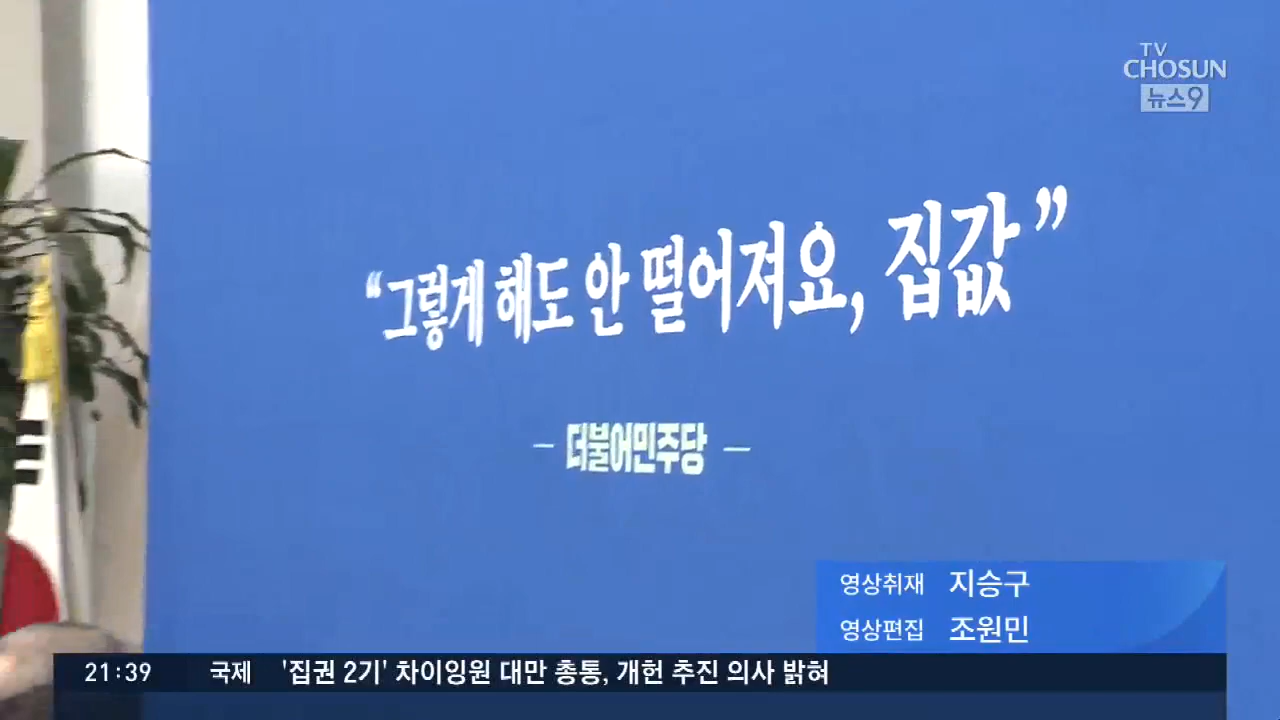 TV
CHOSUN
뉴스9
“그렇게 해도 안 떨어져요, 집값”
- 더불어민주당 -
영상취재 지승구
영상편집 조원민
21:39 국제 '집권 2기' 차이잉원 대만 총통, 개헌 추진 의사 밝혀